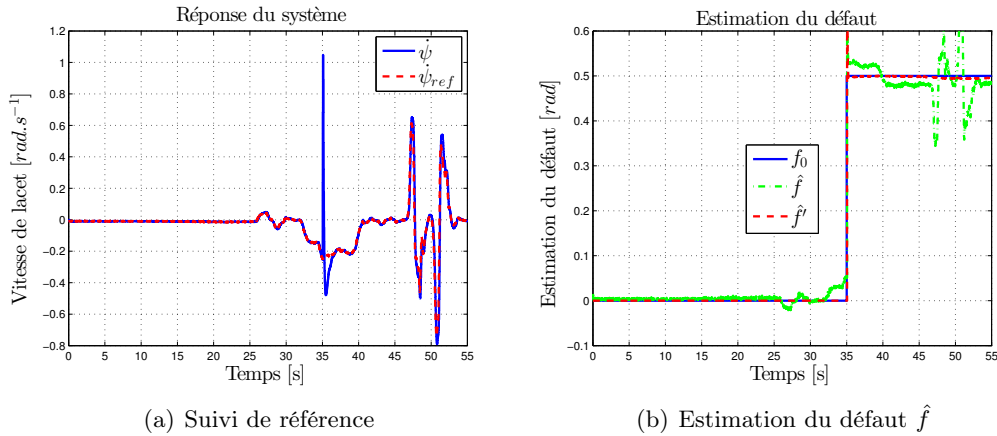 Réponse du système
Vitesse de lacet [rad.s⁻¹]
1.2
1
0.8
0.6
0.4
0.2
0
−0.2
−0.4
−0.6
−0.8
0 5 10 15 20 25 30 35 40 45 50 55
Temps [s]
ψ̇
ψ̇ref
(a) Suivi de référence
Estimation du défaut
Estimation du défaut [rad]
0.6
0.5
0.4
0.3
0.2
0.1
0
−0.1
0 5 10 15 20 25 30 35 40 45 50 55
Temps [s]
f₀
f̂
f̂′
(b) Estimation du défaut f̂